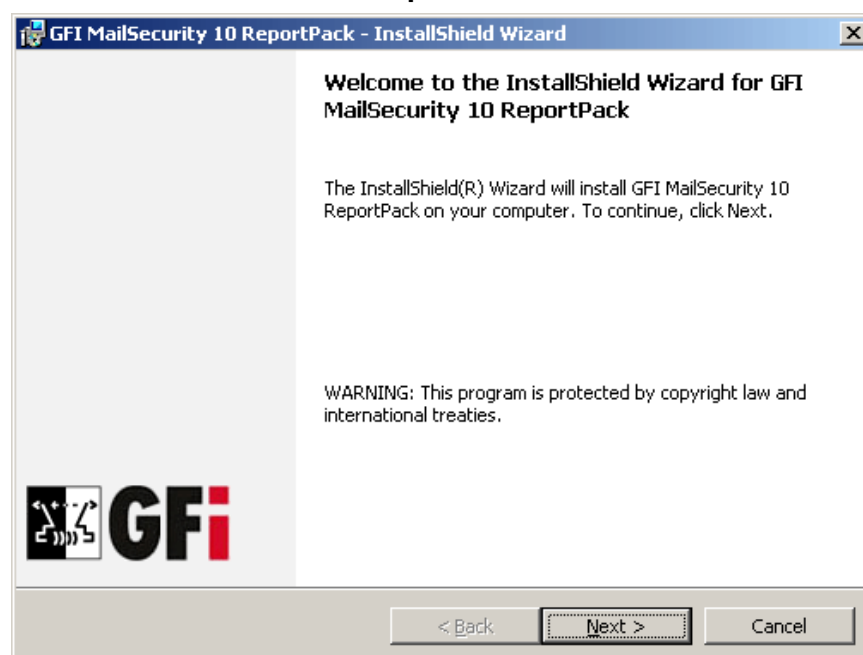 GFI MailSecurity 10 ReportPack - InstallShield Wizard
Welcome to the InstallShield Wizard for GFI
MailSecurity 10 ReportPack
The InstallShield(R) Wizard will install GFI MailSecurity 10
ReportPack on your computer. To continue, click Next.
WARNING: This program is protected by copyright law and
international treaties.
GFi
< Back Next > Cancel